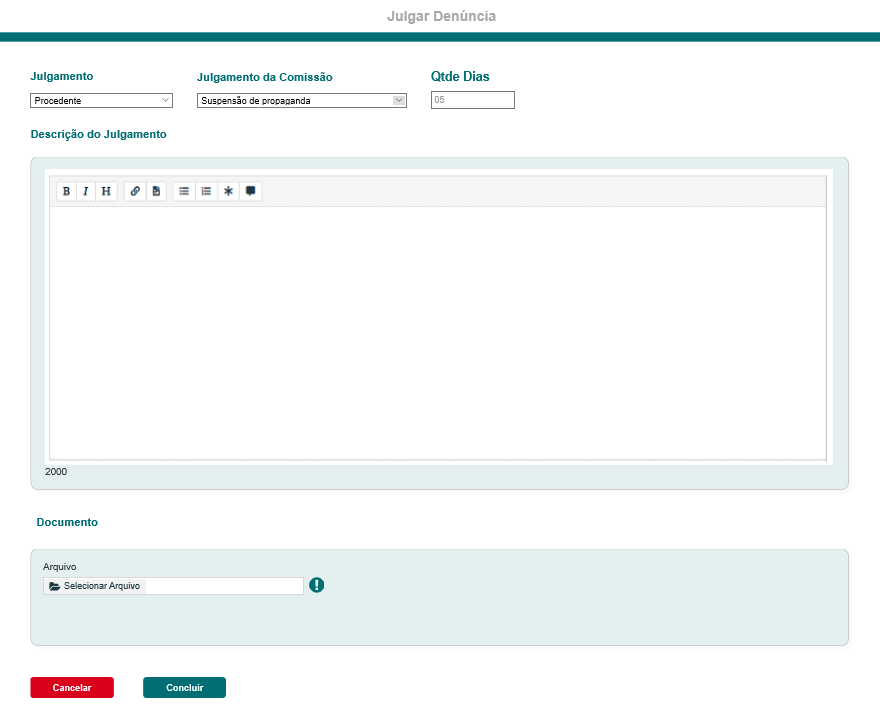 Julgar Denúncia
Julgamento
Julgamento da Comissão
Qtde Dias
Procedente
Suspensão de propaganda
05
Descrição do Julgamento
B I H
2000
Documento
Arquivo
Selecionar Arquivo
Cancelar
Concluir